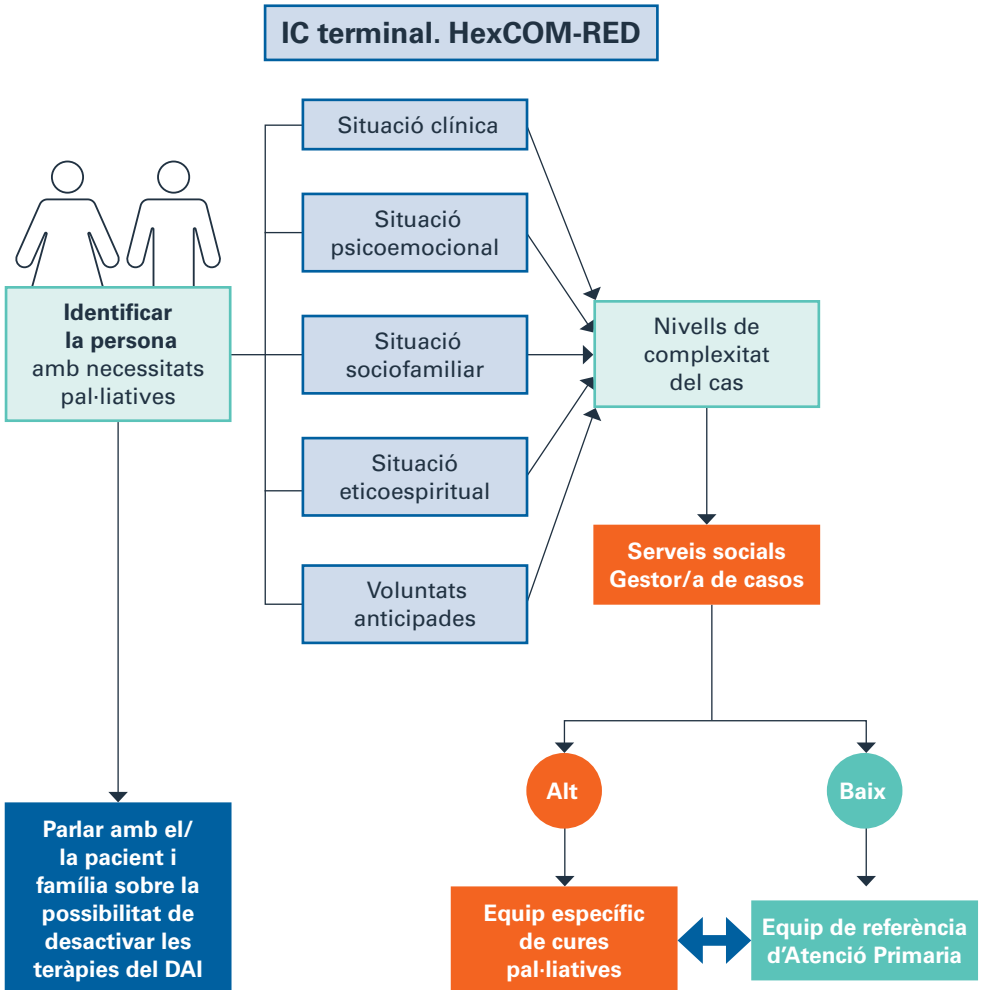 IC terminal. HexCOM-RED
Identificar
la persona
amb necessitats
pal·liatives
Situació clínica
Situació
psicoemocional
Situació
sociofamiliar
Situació
eticoespiritual
Voluntats
anticipades
Nivells de
complexitat
del cas
Serveis socials
Gestor/a de casos
Alt
Baix
Parlar amb el/
la pacient i
família sobre la
possibilitat de
desactivar les
teràpies del DAI
Equip específic
de cures
pal·liatives
Equip de referència
d'Atenció Primaria